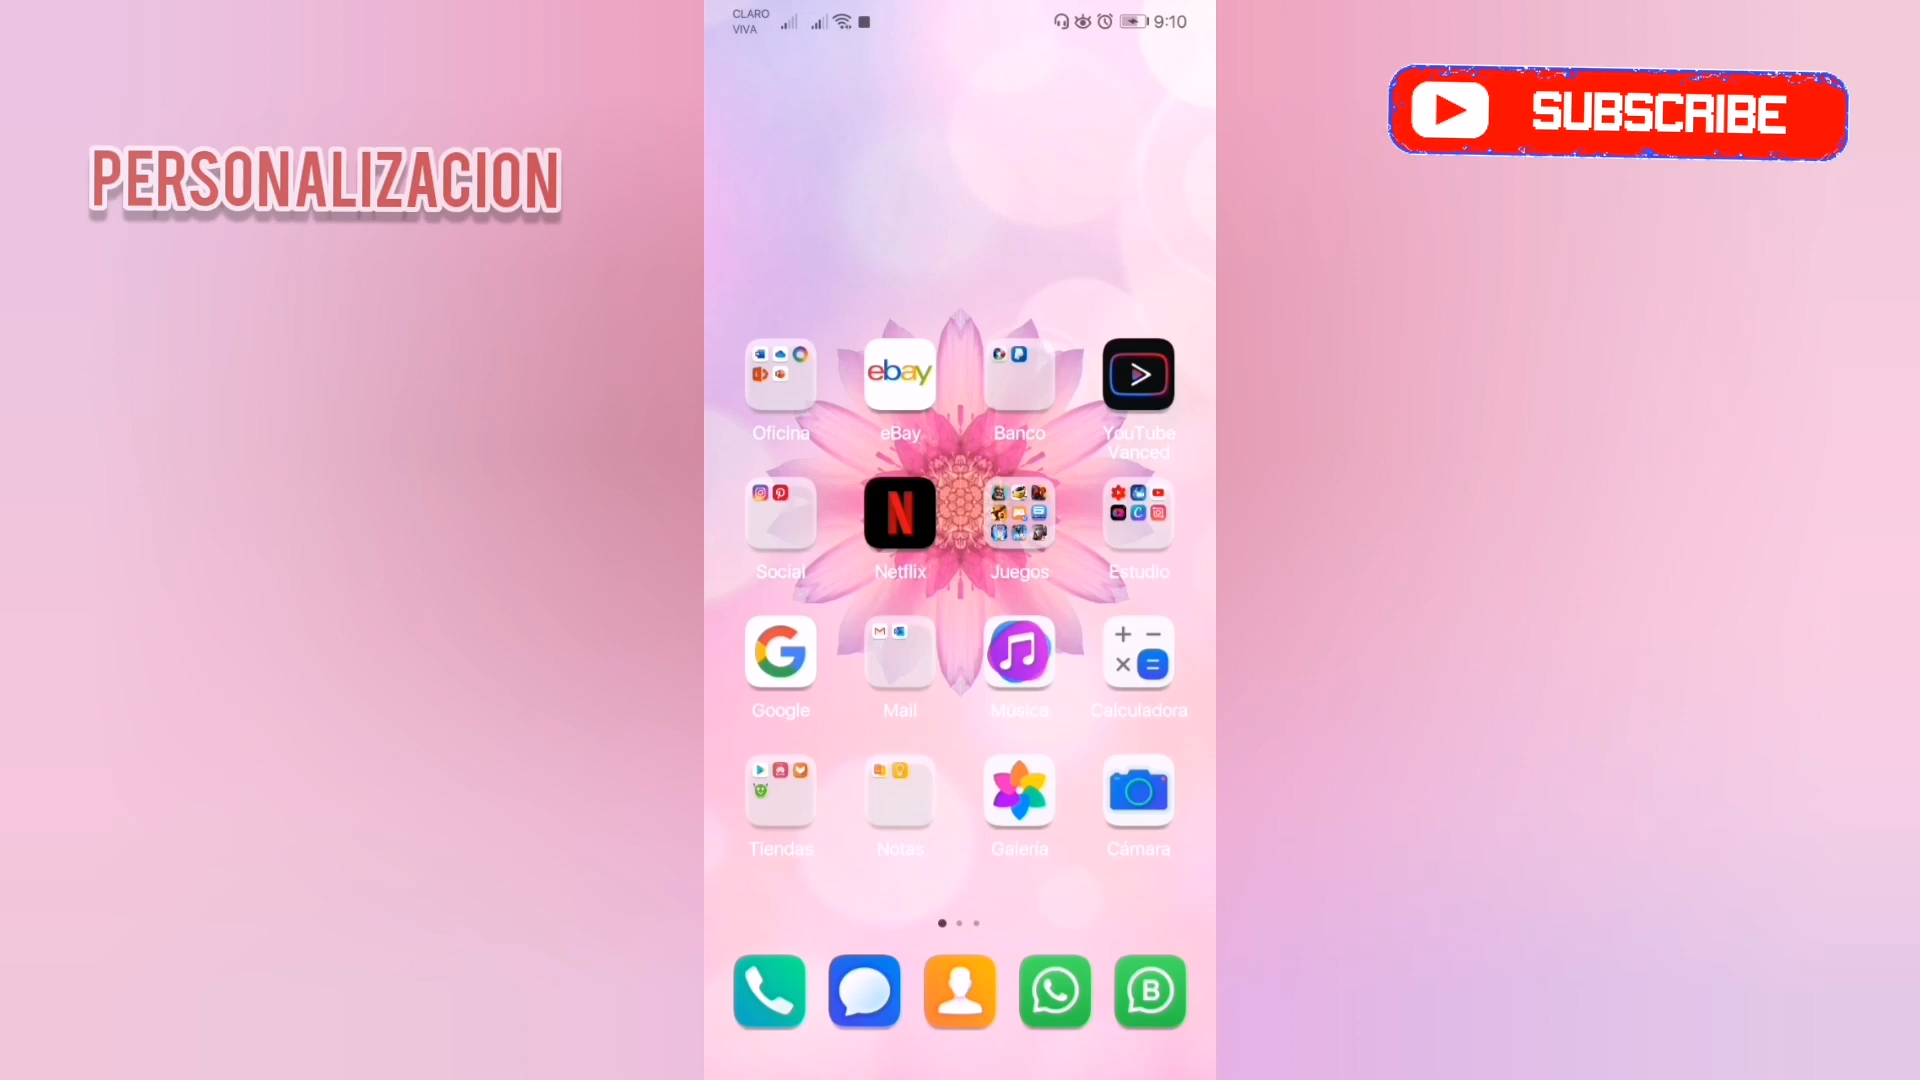 CLARO
VIVA
9:10
PERSONALIZACION
SUBSCRIBE
ebay
Oficina
eBay
Banco
YouTube
Vanced
N
Social
Netflix
Juegos
Estudio
G
Google
Mail
Música
Calculadora
Tiendas
Notas
Galería
Cámara
B